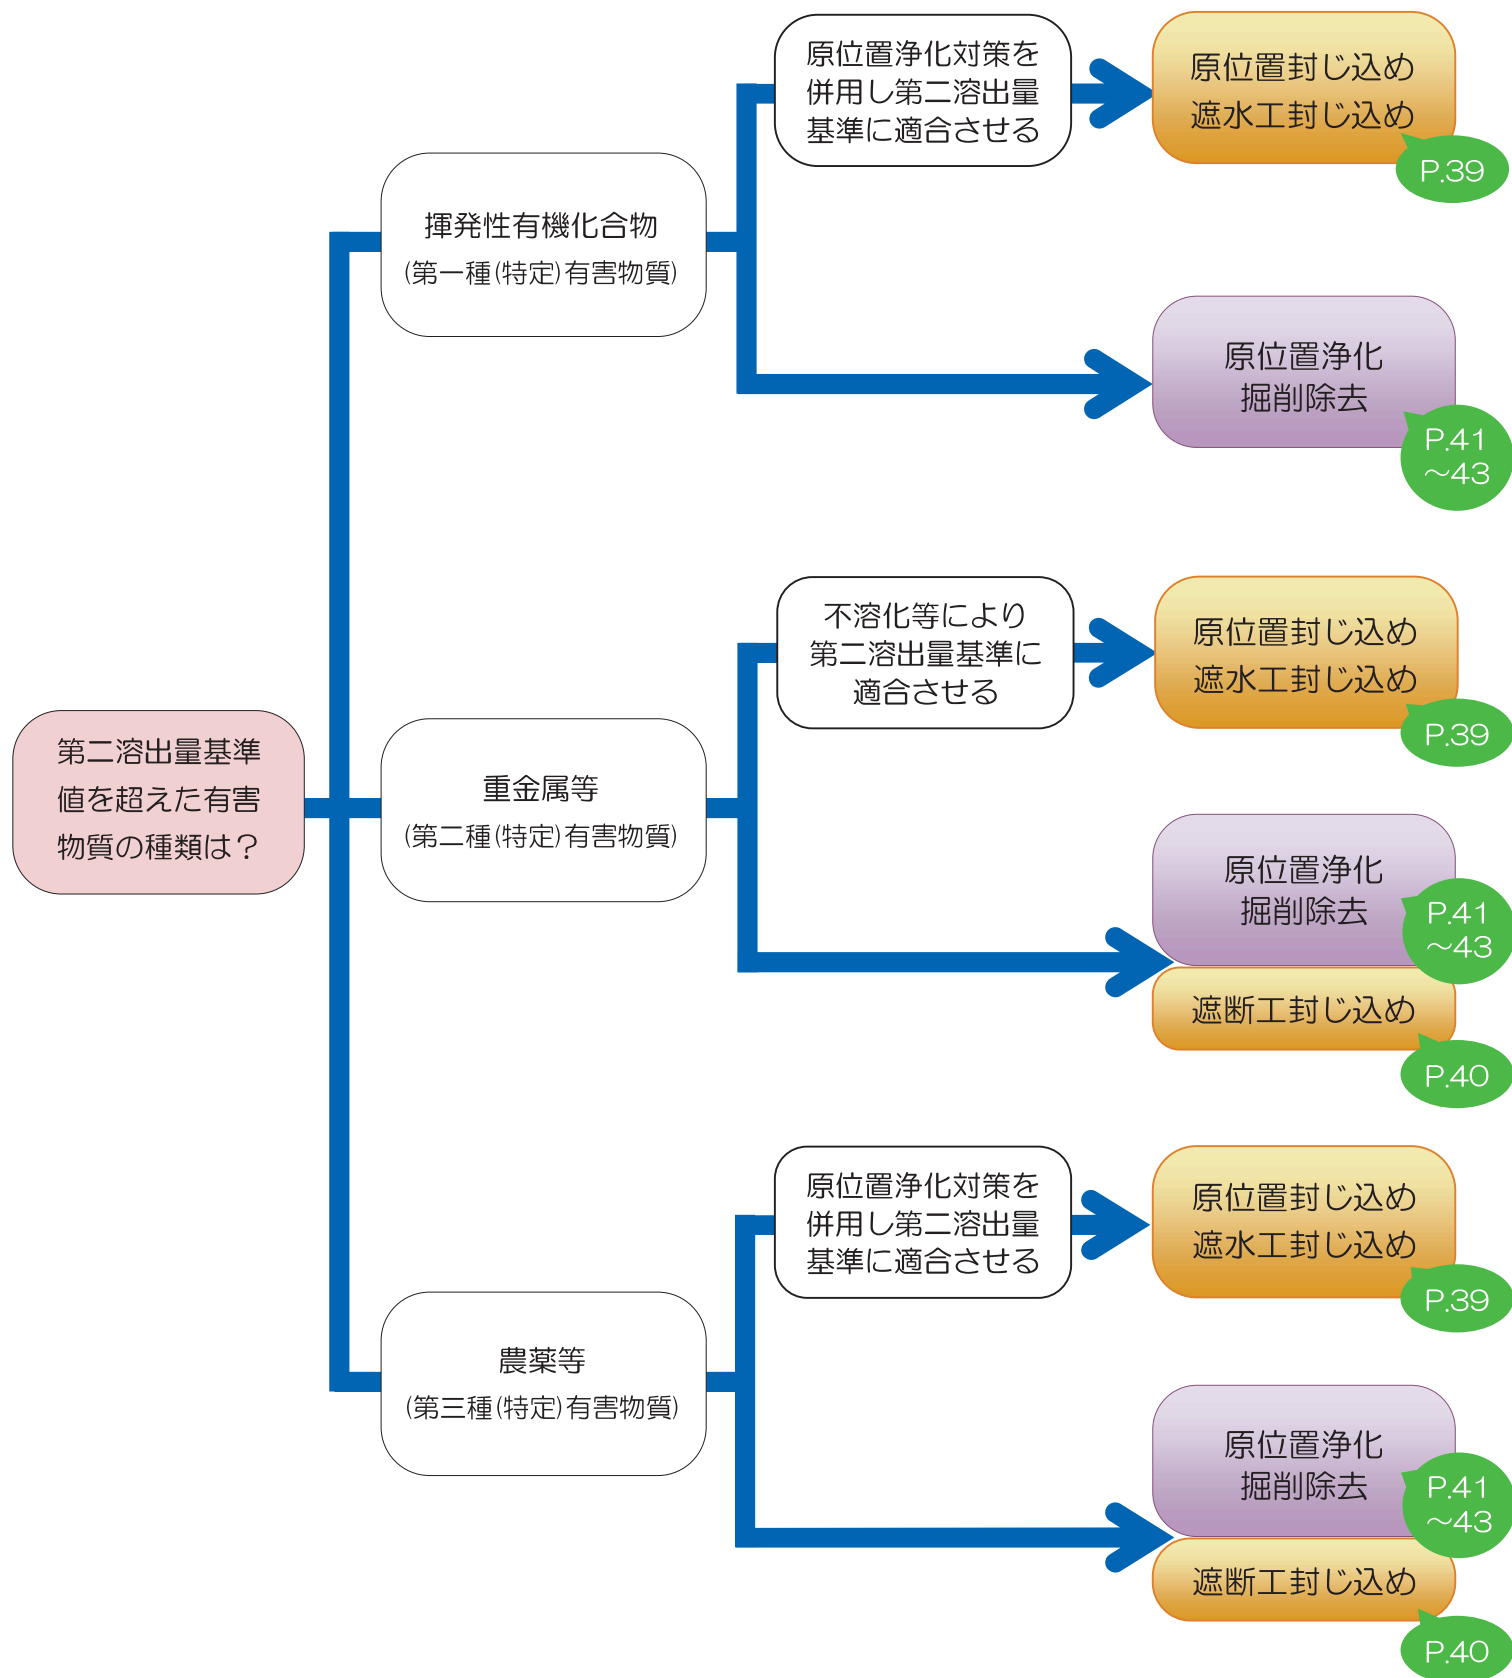 第二溶出量基準
値を超えた有害
物質の種類は？
揮発性有機化合物
(第一種(特定)有害物質)
原位置浄化対策を
併用し第二溶出量
基準に適合させる
原位置封じ込め
遮水工封じ込め
P.39
原位置浄化
掘削除去
P.41
～43
重金属等
(第二種(特定)有害物質)
不溶化等により
第二溶出量基準に
適合させる
原位置封じ込め
遮水工封じ込め
P.39
原位置浄化
掘削除去
P.41
～43
遮断工封じ込め
P.40
農薬等
(第三種(特定)有害物質)
原位置浄化対策を
併用し第二溶出量
基準に適合させる
原位置封じ込め
遮水工封じ込め
P.39
原位置浄化
掘削除去
P.41
～43
遮断工封じ込め
P.40